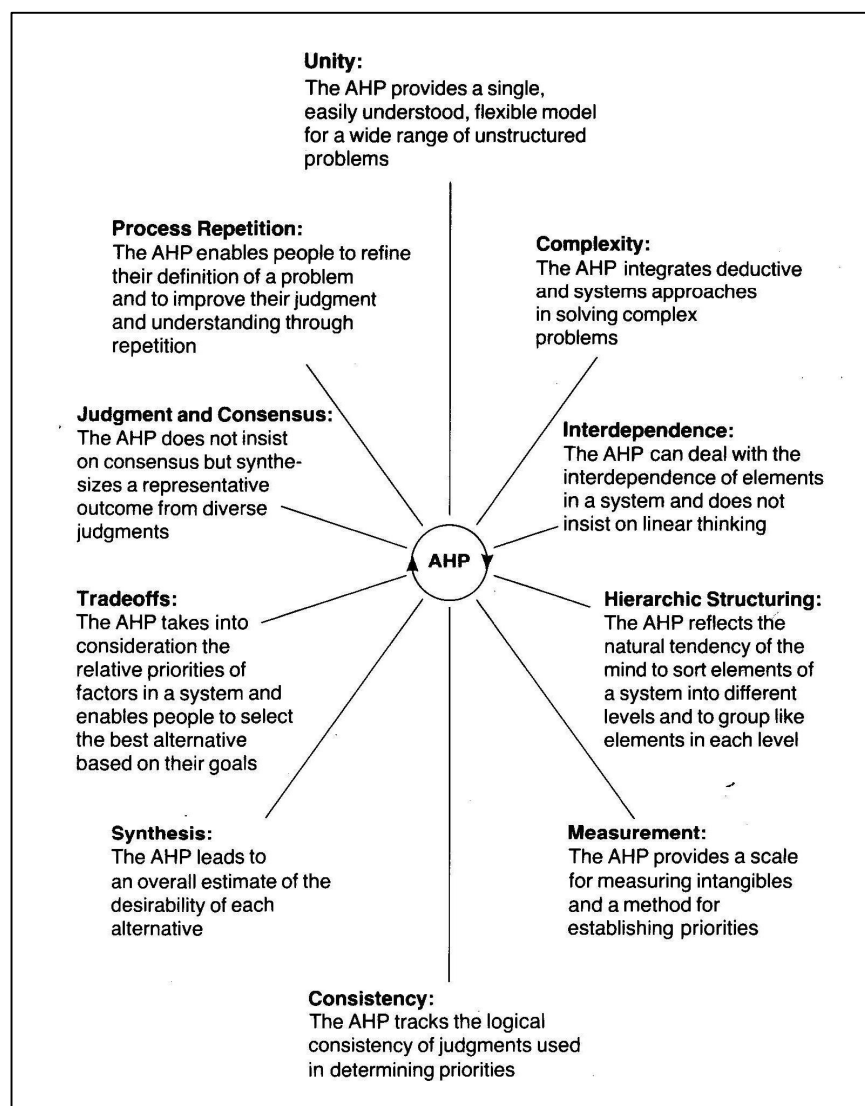 Unity:
The AHP provides a single,
easily understood, flexible model
for a wide range of unstructured
problems
Process Repetition:
The AHP enables people to refine
their definition of a problem
and to improve their judgment
and understanding through
repetition
Complexity:
The AHP integrates deductive
and systems approaches
in solving complex
problems
Judgment and Consensus:
The AHP does not insist
on consensus but synthe-
sizes a representative
outcome from diverse
judgments
Interdependence:
The AHP can deal with the
interdependence of elements
in a system and does not
insist on linear thinking
AHP
Tradeoffs:
The AHP takes into
consideration the
relative priorities of
factors in a system and
enables people to select
the best alternative
based on their goals
Hierarchic Structuring:
The AHP reflects the
natural tendency of the
mind to sort elements of
a system into different
levels and to group like
elements in each level
Synthesis:
The AHP leads to
an overall estimate of the
desirability of each
alternative
Measurement:
The AHP provides a scale
for measuring intangibles
and a method for
establishing priorities
Consistency:
The AHP tracks the logical
consistency of judgments used
in determining priorities